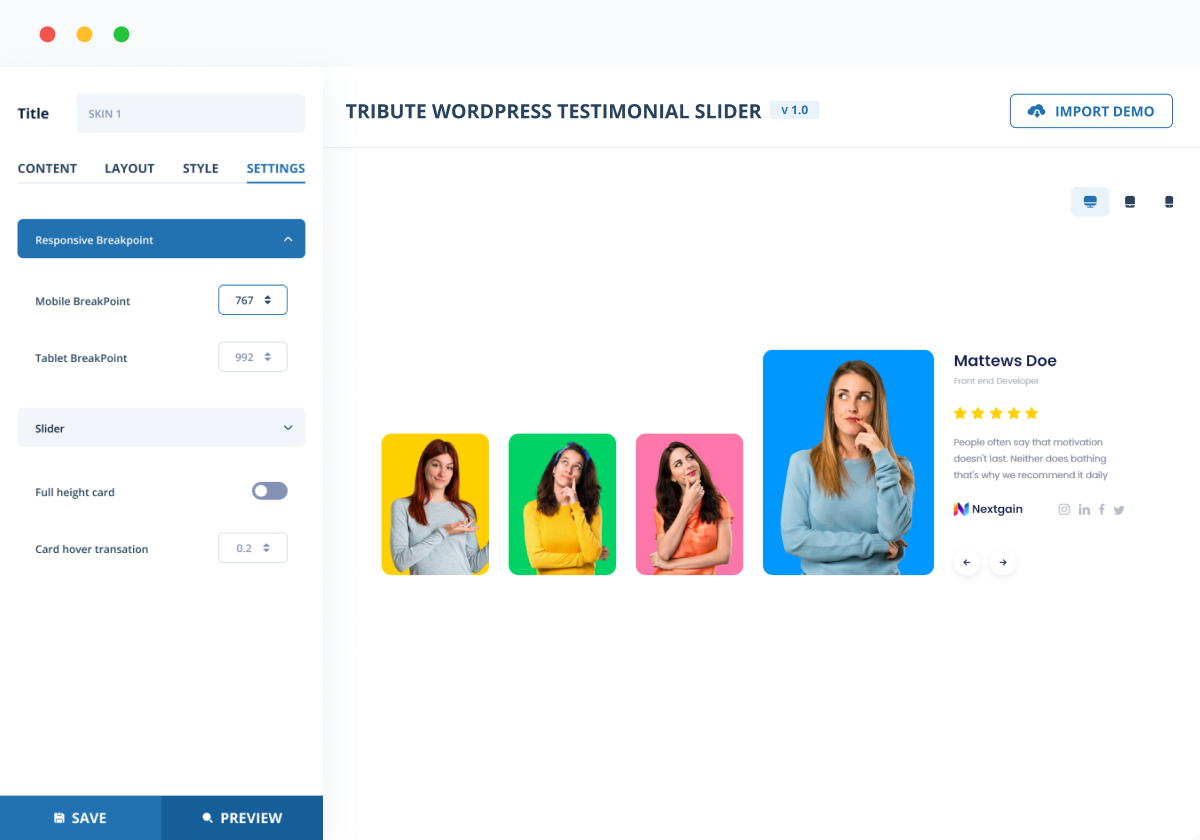 Title
SKIN 1
CONTENT LAYOUT STYLE SETTINGS
Responsive Breakpoint
Mobile BreakPoint 767
Tablet BreakPoint 992
Slider
Full height card
Card hover transation 0.2
SAVE PREVIEW
TRIBUTE WORDPRESS TESTIMONIAL SLIDER v 1.0
IMPORT DEMO
Mattews Doe
Front end Developer
People often say that motivation
doesn't last. Neither does bathing
that's why we recommend it daily
Nextgain